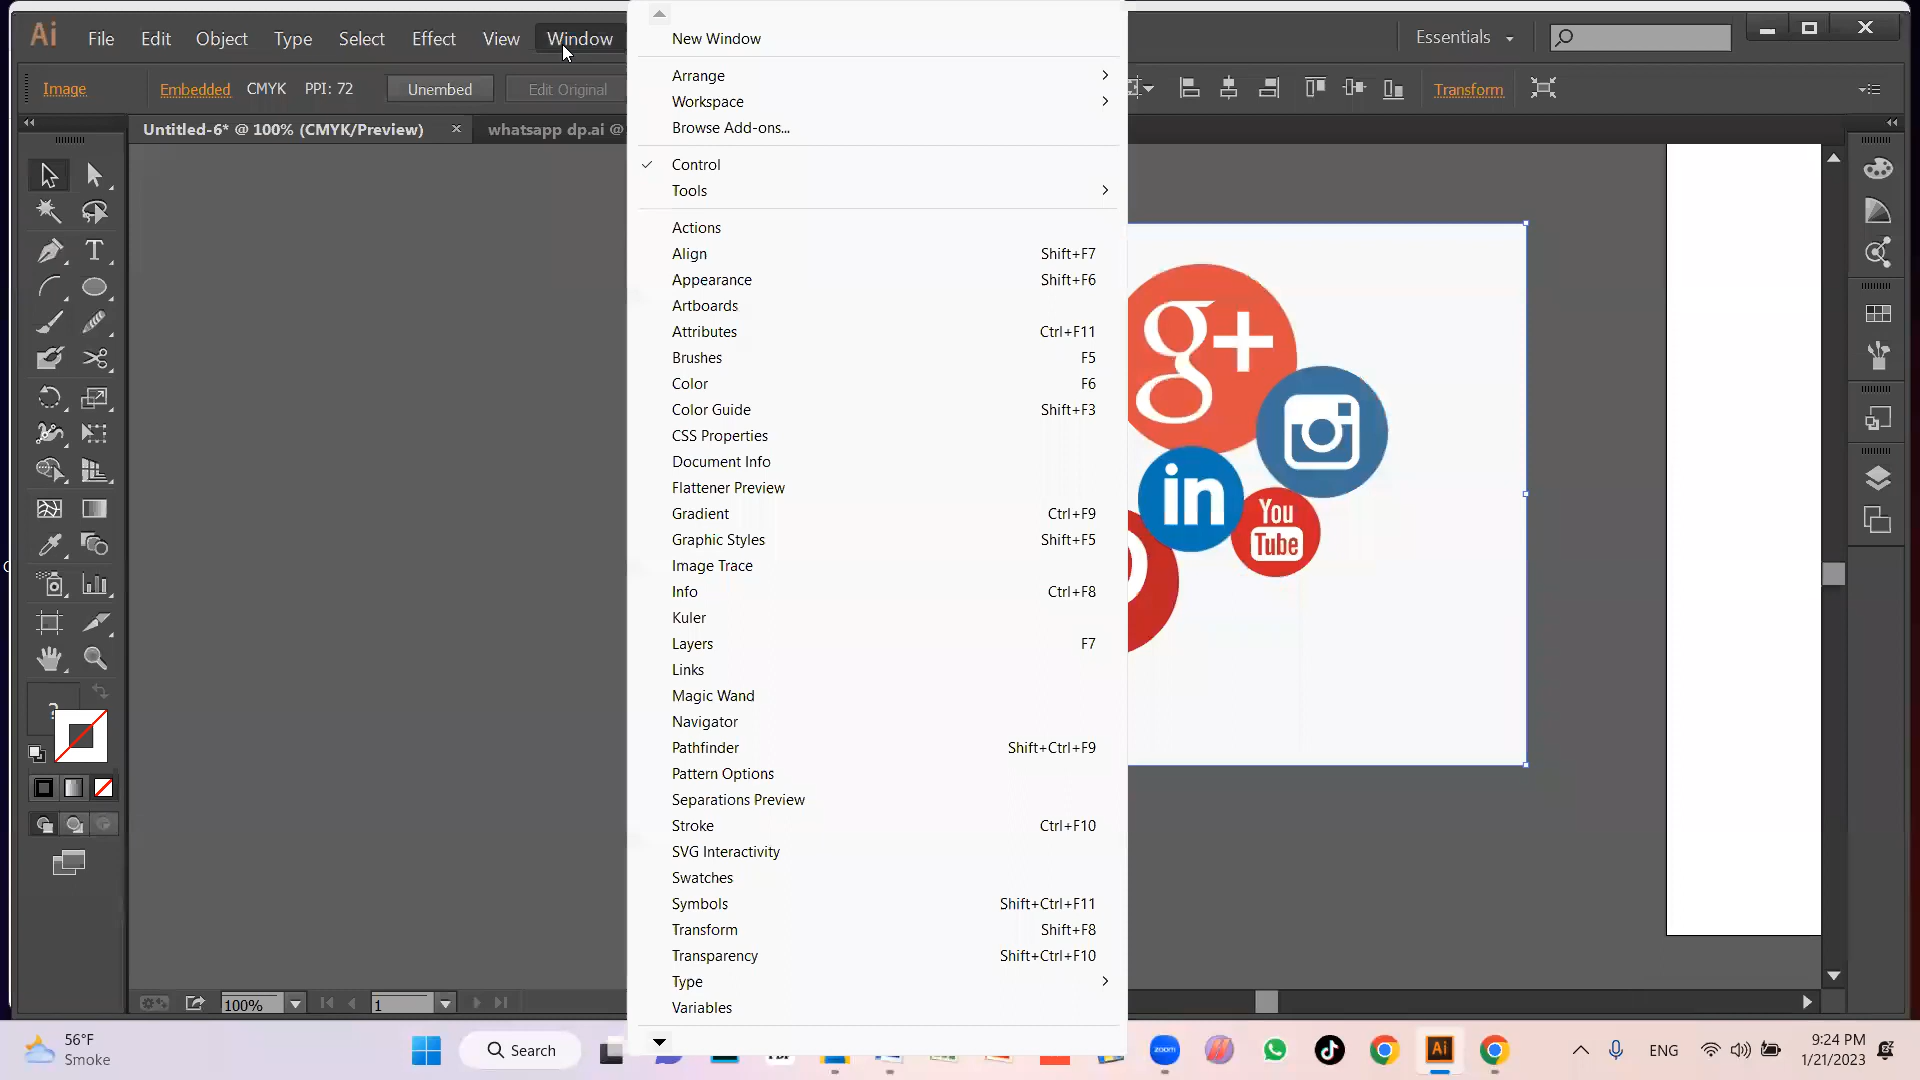 Ai File Edit Object Type Select Effect View Window
Essentials
Image Embedded CMYK PPI: 72 Unembed Edit Original
Transform
Untitled-6* @ 100% (CMYK/Preview) × whatsapp dp.ai @
New Window
Arrange
Workspace
Browse Add-ons...
Control
Tools
Actions
Align Shift+F7
Appearance Shift+F6
Artboards
Attributes Ctrl+F11
Brushes F5
Color F6
Color Guide Shift+F3
CSS Properties
Document Info
Flattener Preview
Gradient Ctrl+F9
Graphic Styles Shift+F5
Image Trace
Info Ctrl+F8
Kuler
Layers F7
Links
Magic Wand
Navigator
Pathfinder Shift+Ctrl+F9
Pattern Options
Separations Preview
Stroke Ctrl+F10
SVG Interactivity
Swatches
Symbols Shift+Ctrl+F11
Transform Shift+F8
Transparency Shift+Ctrl+F10
Type
Variables
g+
in
You
Tube
?
100% 1
56°F
Smoke
Search
zoom
Ai
ENG
9:24 PM
1/21/2023